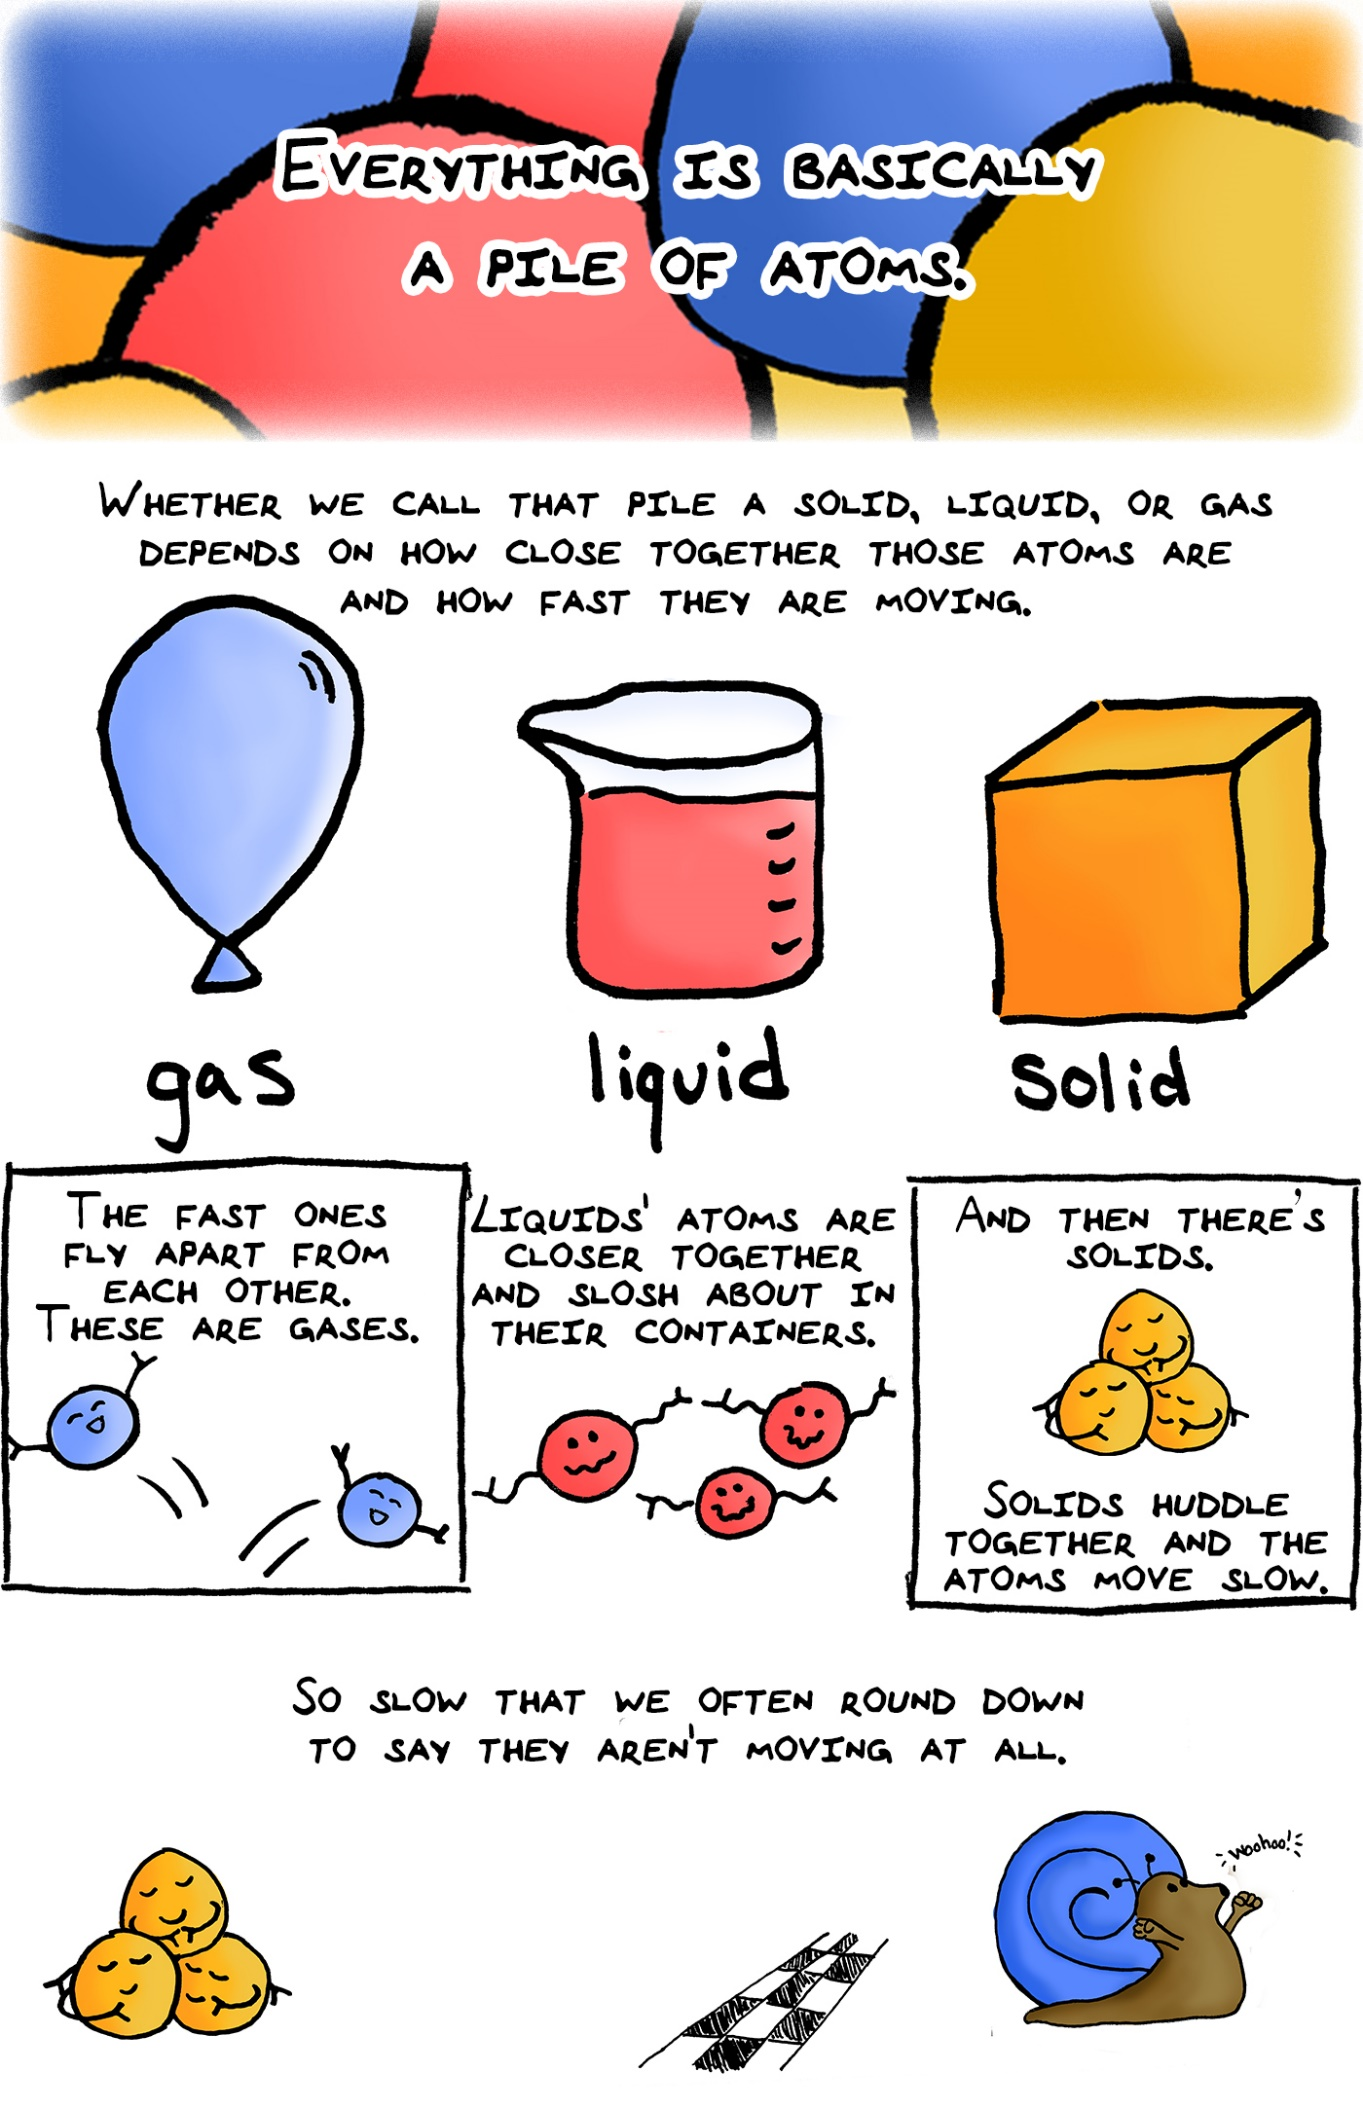 Everything is basically
a pile of atoms.
Whether we call that pile a solid, liquid, or gas
depends on how close together those atoms are
and how fast they are moving.
gas
liquid
solid
The fast ones
fly apart from
each other.
These are gases.
Liquids' atoms are
closer together
and slosh about in
their containers.
And then there's
solids.
Solids huddle
together and the
atoms move slow.
So slow that we often round down
to say they aren't moving at all.
Woohoo!